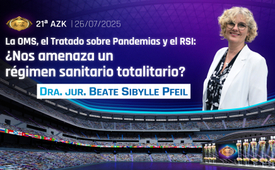 21ª AZK | 26/07/2025
La OMS, el Tratado sobre Pandemias y el RSI:
¿Nos amenaza un
régimen sanitario totalitario?
DRA. JUR. BEATE SIBYLLE PFEIL